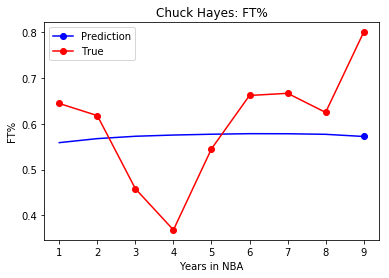 Chuck Hayes: FT%
Prediction
True
FT%
0.8
0.7
0.6
0.5
0.4
1 2 3 4 5 6 7 8 9
Years in NBA